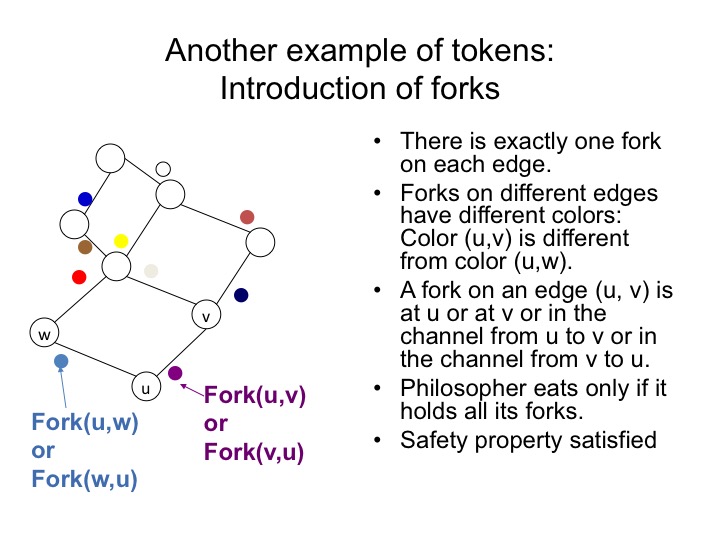 Another example of tokens:
Introduction of forks
• There is exactly one fork
on each edge.
• Forks on different edges
have different colors:
Color (u,v) is different
from color (u,w).
• A fork on an edge (u, v) is
at u or at v or in the
channel from u to v or in
the channel from v to u.
• Philosopher eats only if it
holds all its forks.
• Safety property satisfied
v
w
u
Fork(u,v)
or
Fork(v,u)
Fork(u,w)
or
Fork(w,u)